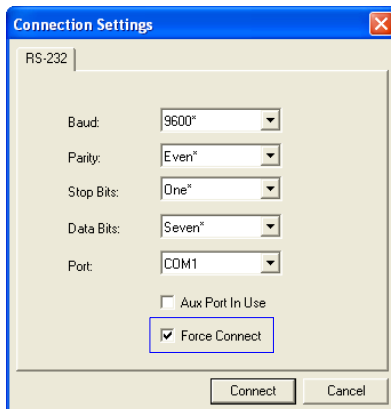 Connection Settings
RS-232
Baud: 9600*
Parity: Even*
Stop Bits: One*
Data Bits: Seven*
Port: COM1
Aux Port In Use
Force Connect
Connect Cancel